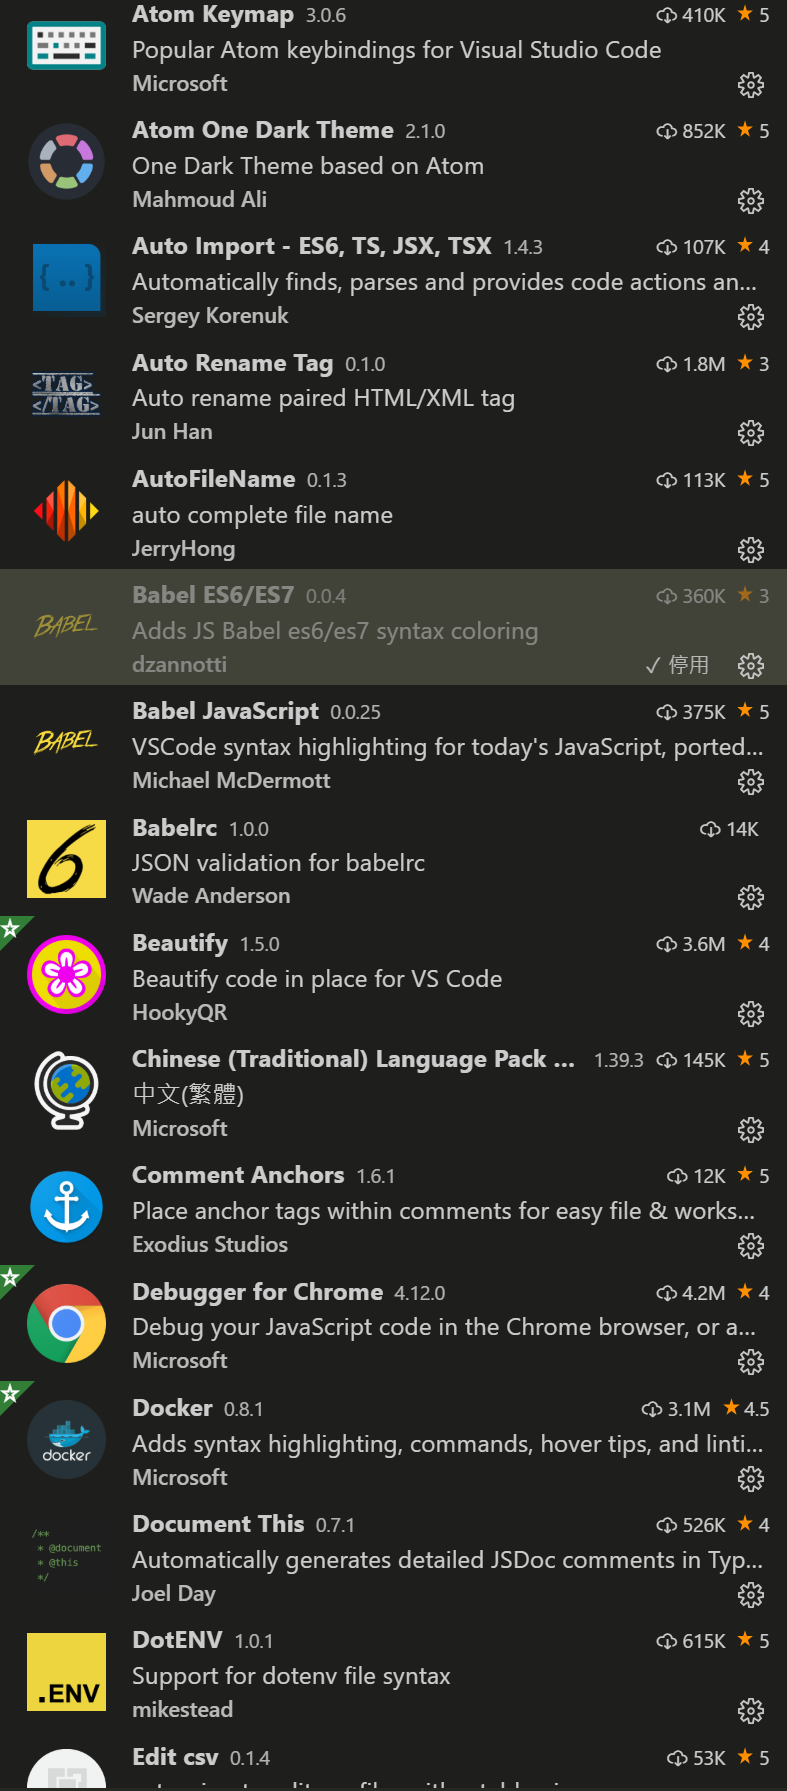 Atom Keymap 3.0.6 410K 5
Popular Atom keybindings for Visual Studio Code
Microsoft
Atom One Dark Theme 2.1.0 852K 5
One Dark Theme based on Atom
Mahmoud Ali
{..}
Auto Import - ES6, TS, JSX, TSX 1.4.3 107K 4
Automatically finds, parses and provides code actions an...
Sergey Korenuk
<TAG>
</TAG>
Auto Rename Tag 0.1.0 1.8M 3
Auto rename paired HTML/XML tag
Jun Han
AutoFileName 0.1.3 113K 5
auto complete file name
JerryHong
BABEL
Babel ES6/ES7 0.0.4 360K 3
Adds JS Babel es6/es7 syntax coloring
dzannotti ✓ 停用
BABEL
Babel JavaScript 0.0.25 375K 5
VSCode syntax highlighting for today's JavaScript, ported...
Michael McDermott
6
Babelrc 1.0.0 14K
JSON validation for babelrc
Wade Anderson
Beautify 1.5.0 3.6M 4
Beautify code in place for VS Code
HookyQR
Chinese (Traditional) Language Pack ... 1.39.3 145K 5
中文(繁體)
Microsoft
Comment Anchors 1.6.1 12K 5
Place anchor tags within comments for easy file & works...
Exodius Studios
Debugger for Chrome 4.12.0 4.2M 4
Debug your JavaScript code in the Chrome browser, or a...
Microsoft
docker
Docker 0.8.1 3.1M 4.5
Adds syntax highlighting, commands, hover tips, and linti...
Microsoft
/**
* @document
* @this
*/
Document This 0.7.1 526K 4
Automatically generates detailed JSDoc comments in Typ...
Joel Day
.ENV
DotENV 1.0.1 615K 5
Support for dotenv file syntax
mikestead
Edit csv 0.1.4 53K 5